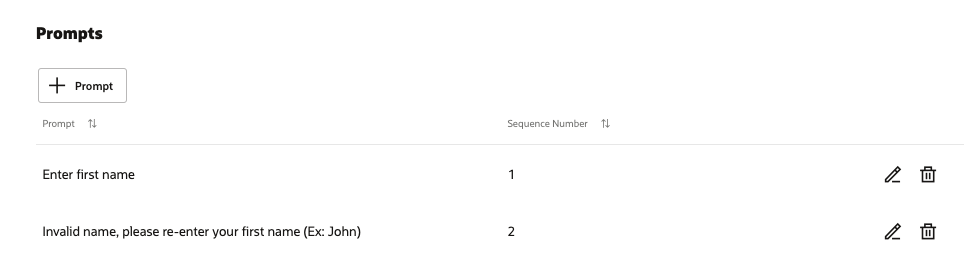 Prompts
Prompt
Prompt Sequence Number
Enter first name 1
Invalid name, please re-enter your first name (Ex: John) 2